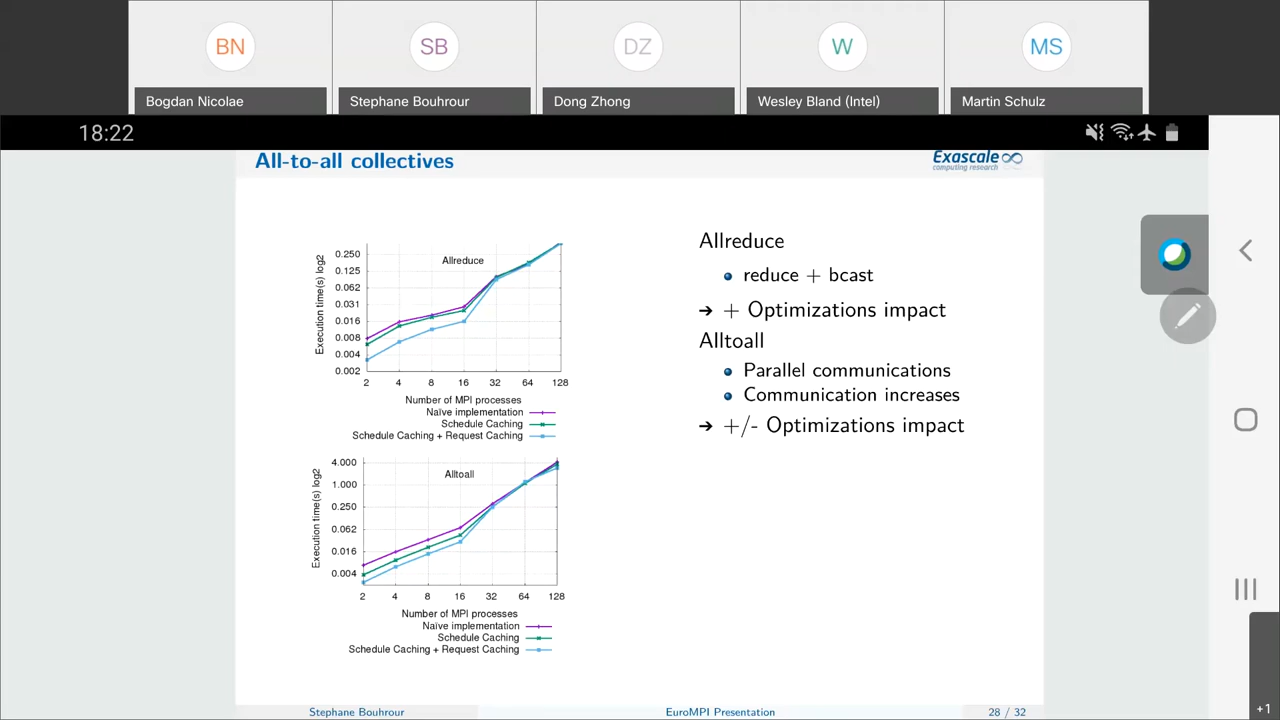 BN
SB
DZ
W
MS
Bogdan Nicolae
Stephane Bouhrour
Dong Zhong
Wesley Bland (Intel)
Martin Schulz
18:22
All-to-all collectives
Exascale
computing research
Execution time(s) log2
0.250
0.125
0.062
0.031
0.016
0.008
0.004
0.002
Allreduce
2 4 8 16 32 64 128
Number of MPI processes
Naïve implementation
Schedule Caching
Schedule Caching + Request Caching
Execution time(s) log2
4.000
1.000
0.250
0.062
0.016
0.004
Alltoall
2 4 8 16 32 64 128
Number of MPI processes
Naïve implementation
Schedule Caching
Schedule Caching + Request Caching
Allreduce
reduce + bcast
➔ + Optimizations impact
Alltoall
Parallel communications
Communication increases
➔ +/- Optimizations impact
Stephane Bouhrour
EuroMPI Presentation
28 / 32
+1